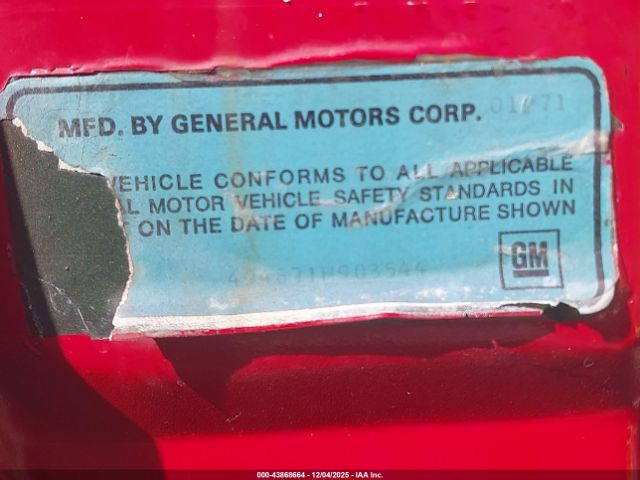 MFD. BY GENERAL MOTORS CORP. 01/71
VEHICLE CONFORMS TO ALL APPLICABLE
AL MOTOR VEHICLE SAFETY STANDARDS IN
T ON THE DATE OF MANUFACTURE SHOWN
GM
000-43868664 - 12/04/2025 - IAA Inc.